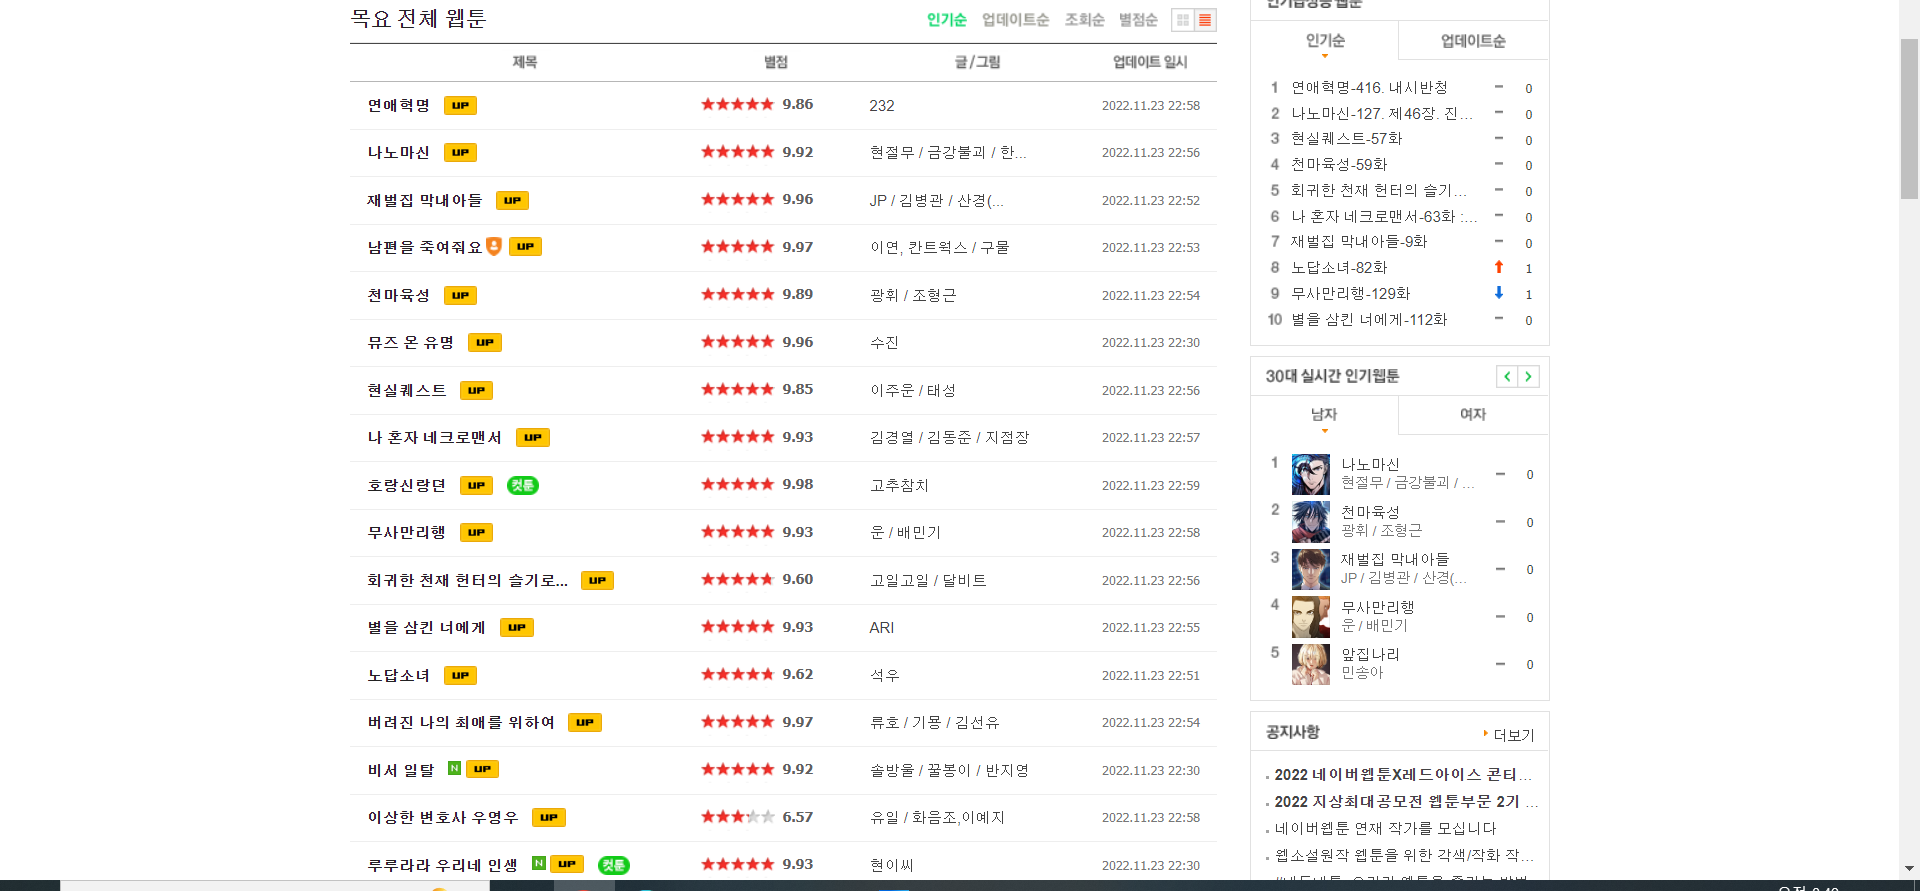 목요 전체 웹툰
인기순 업데이트순 조회순 별점순
제목 별점 글 / 그림 업데이트 일시
연애혁명 UP 9.86 232 2022.11.23 22:58
나노마신 UP 9.92 현절무 / 금강불괴 / 한... 2022.11.23 22:56
재벌집 막내아들 UP 9.96 JP / 김병관 / 산경(... 2022.11.23 22:52
남편을 죽여줘요 UP 9.97 이연, 칸트웍스 / 구물 2022.11.23 22:53
천마육성 UP 9.89 광휘 / 조형근 2022.11.23 22:54
뮤즈 온 유명 UP 9.96 수진 2022.11.23 22:30
현실퀘스트 UP 9.85 이주운 / 태성 2022.11.23 22:56
나 혼자 네크로맨서 UP 9.93 김경열 / 김동준 / 지점장 2022.11.23 22:57
호랑신랑뎐 UP 컷툰 9.98 고추참치 2022.11.23 22:59
무사만리행 UP 9.93 운 / 배민기 2022.11.23 22:58
회귀한 천재 헌터의 슬기로... UP 9.60 고일고일 / 달비트 2022.11.23 22:56
별을 삼킨 너에게 UP 9.93 ARI 2022.11.23 22:55
노답소녀 UP 9.62 석우 2022.11.23 22:51
버려진 나의 최애를 위하여 UP 9.97 류호 / 기묭 / 김선유 2022.11.23 22:54
비서 일탈 N UP 9.92 솔방울 / 꿀봉이 / 반지영 2022.11.23 22:30
이상한 변호사 우영우 UP 6.57 유일 / 화음조,이예지 2022.11.23 22:58
루루라라 우리네 인생 N UP 컷툰 9.93 현이씨 2022.11.23 22:30
인기급상승 웹툰
인기순 업데이트순
1 연애혁명-416. 내시반청 0
2 나노마신-127. 제46장. 진... 0
3 현실퀘스트-57화 0
4 천마육성-59화 0
5 회귀한 천재 헌터의 슬기... 0
6 나 혼자 네크로맨서-63화 :... 0
7 재벌집 막내아들-9화 0
8 노답소녀-82화 1
9 무사만리행-129화 1
10 별을 삼킨 너에게-112화 0
30대 실시간 인기웹툰
남자 여자
1 나노마신 0
현절무 / 금강불괴 / ...
2 천마육성 0
광휘 / 조형근
3 재벌집 막내아들 0
JP / 김병관 / 산경(...
4 무사만리행 0
운 / 배민기
5 앞집나리 0
민송아
공지사항 더보기
2022 네이버웹툰X레드아이스 콘티...
2022 지상최대공모전 웹툰부문 2기 ...
네이버웹툰 연재 작가를 모십니다
웹소설원작 웹툰을 위한 각색/작화 작...